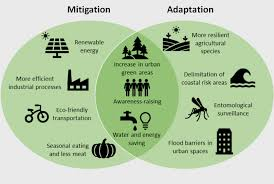 Mitigation
Adaptation
Renewable
energy
More efficient
industrial processes
Eco-friendly
transportation
Seasonal eating
and less meat
Increase in urban
green areas
Awareness-raising
Water and energy
saving
More resilient
agricultural
species
Delimitation of
coastal risk areas
Entomological
surveillance
Flood barriers in
urban spaces